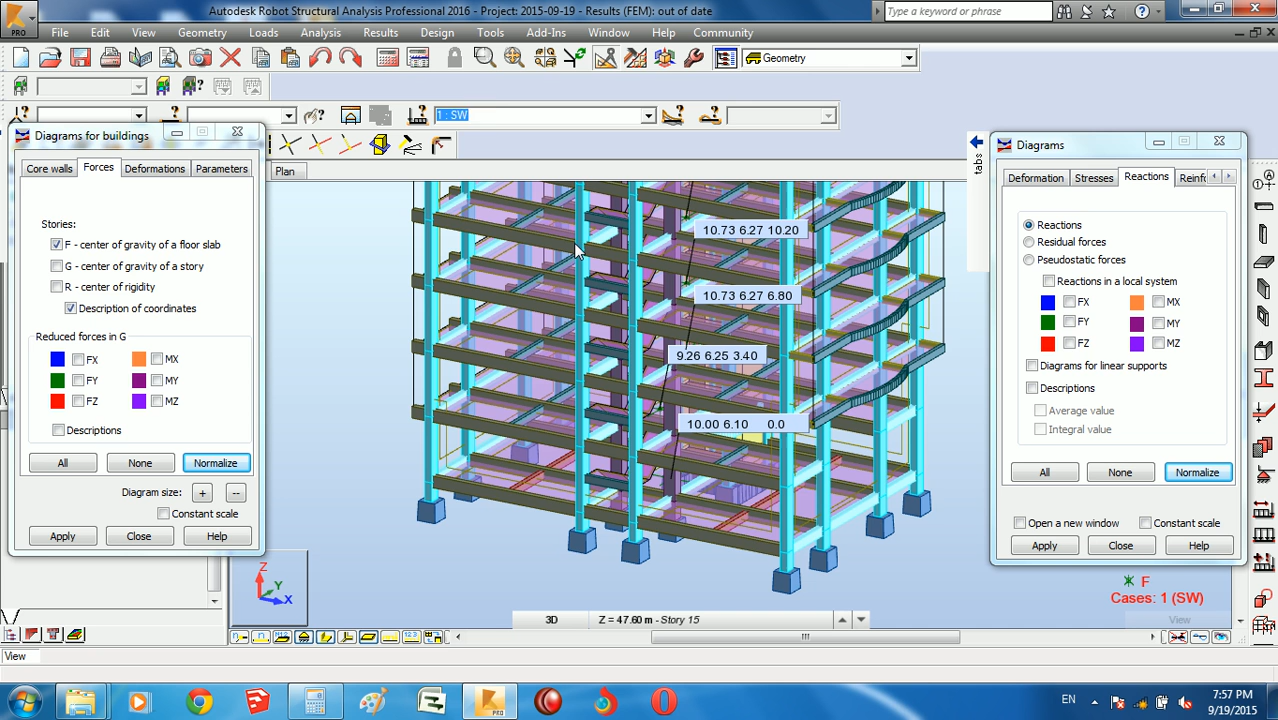 PRO
Autodesk Robot Structural Analysis Professional 2016 - Project: 2015-09-19 - Results (FEM): out of date
Type a keyword or phrase
File Edit View Geometry Loads Analysis Results Design Tools Add-Ins Window Help Community
Geometry
1 : SW
Diagrams for buildings
Core walls Forces Deformations Parameters
Stories:
F - center of gravity of a floor slab
G - center of gravity of a story
R - center of rigidity
Description of coordinates
Reduced forces in G
FX MX
FY MY
FZ MZ
Descriptions
All None Normalize
Diagram size: + --
Constant scale
Apply Close Help
Plan
10.73 6.27 10.20
10.73 6.27 6.80
9.26 6.25 3.40
10.00 6.10 0.0
Z
Y
X
tabs
Diagrams
Deformation Stresses Reactions Reinf
Reactions
Residual forces
Pseudostatic forces
Reactions in a local system
FX MX
FY MY
FZ MZ
Diagrams for linear supports
Descriptions
Average value
Integral value
All None Normalize
Open a new window Constant scale
Apply Close Help
F
Cases: 1 (SW)
3D Z = 47.60 m - Story 15
View
View
PRO
EN
7:57 PM
9/19/2015